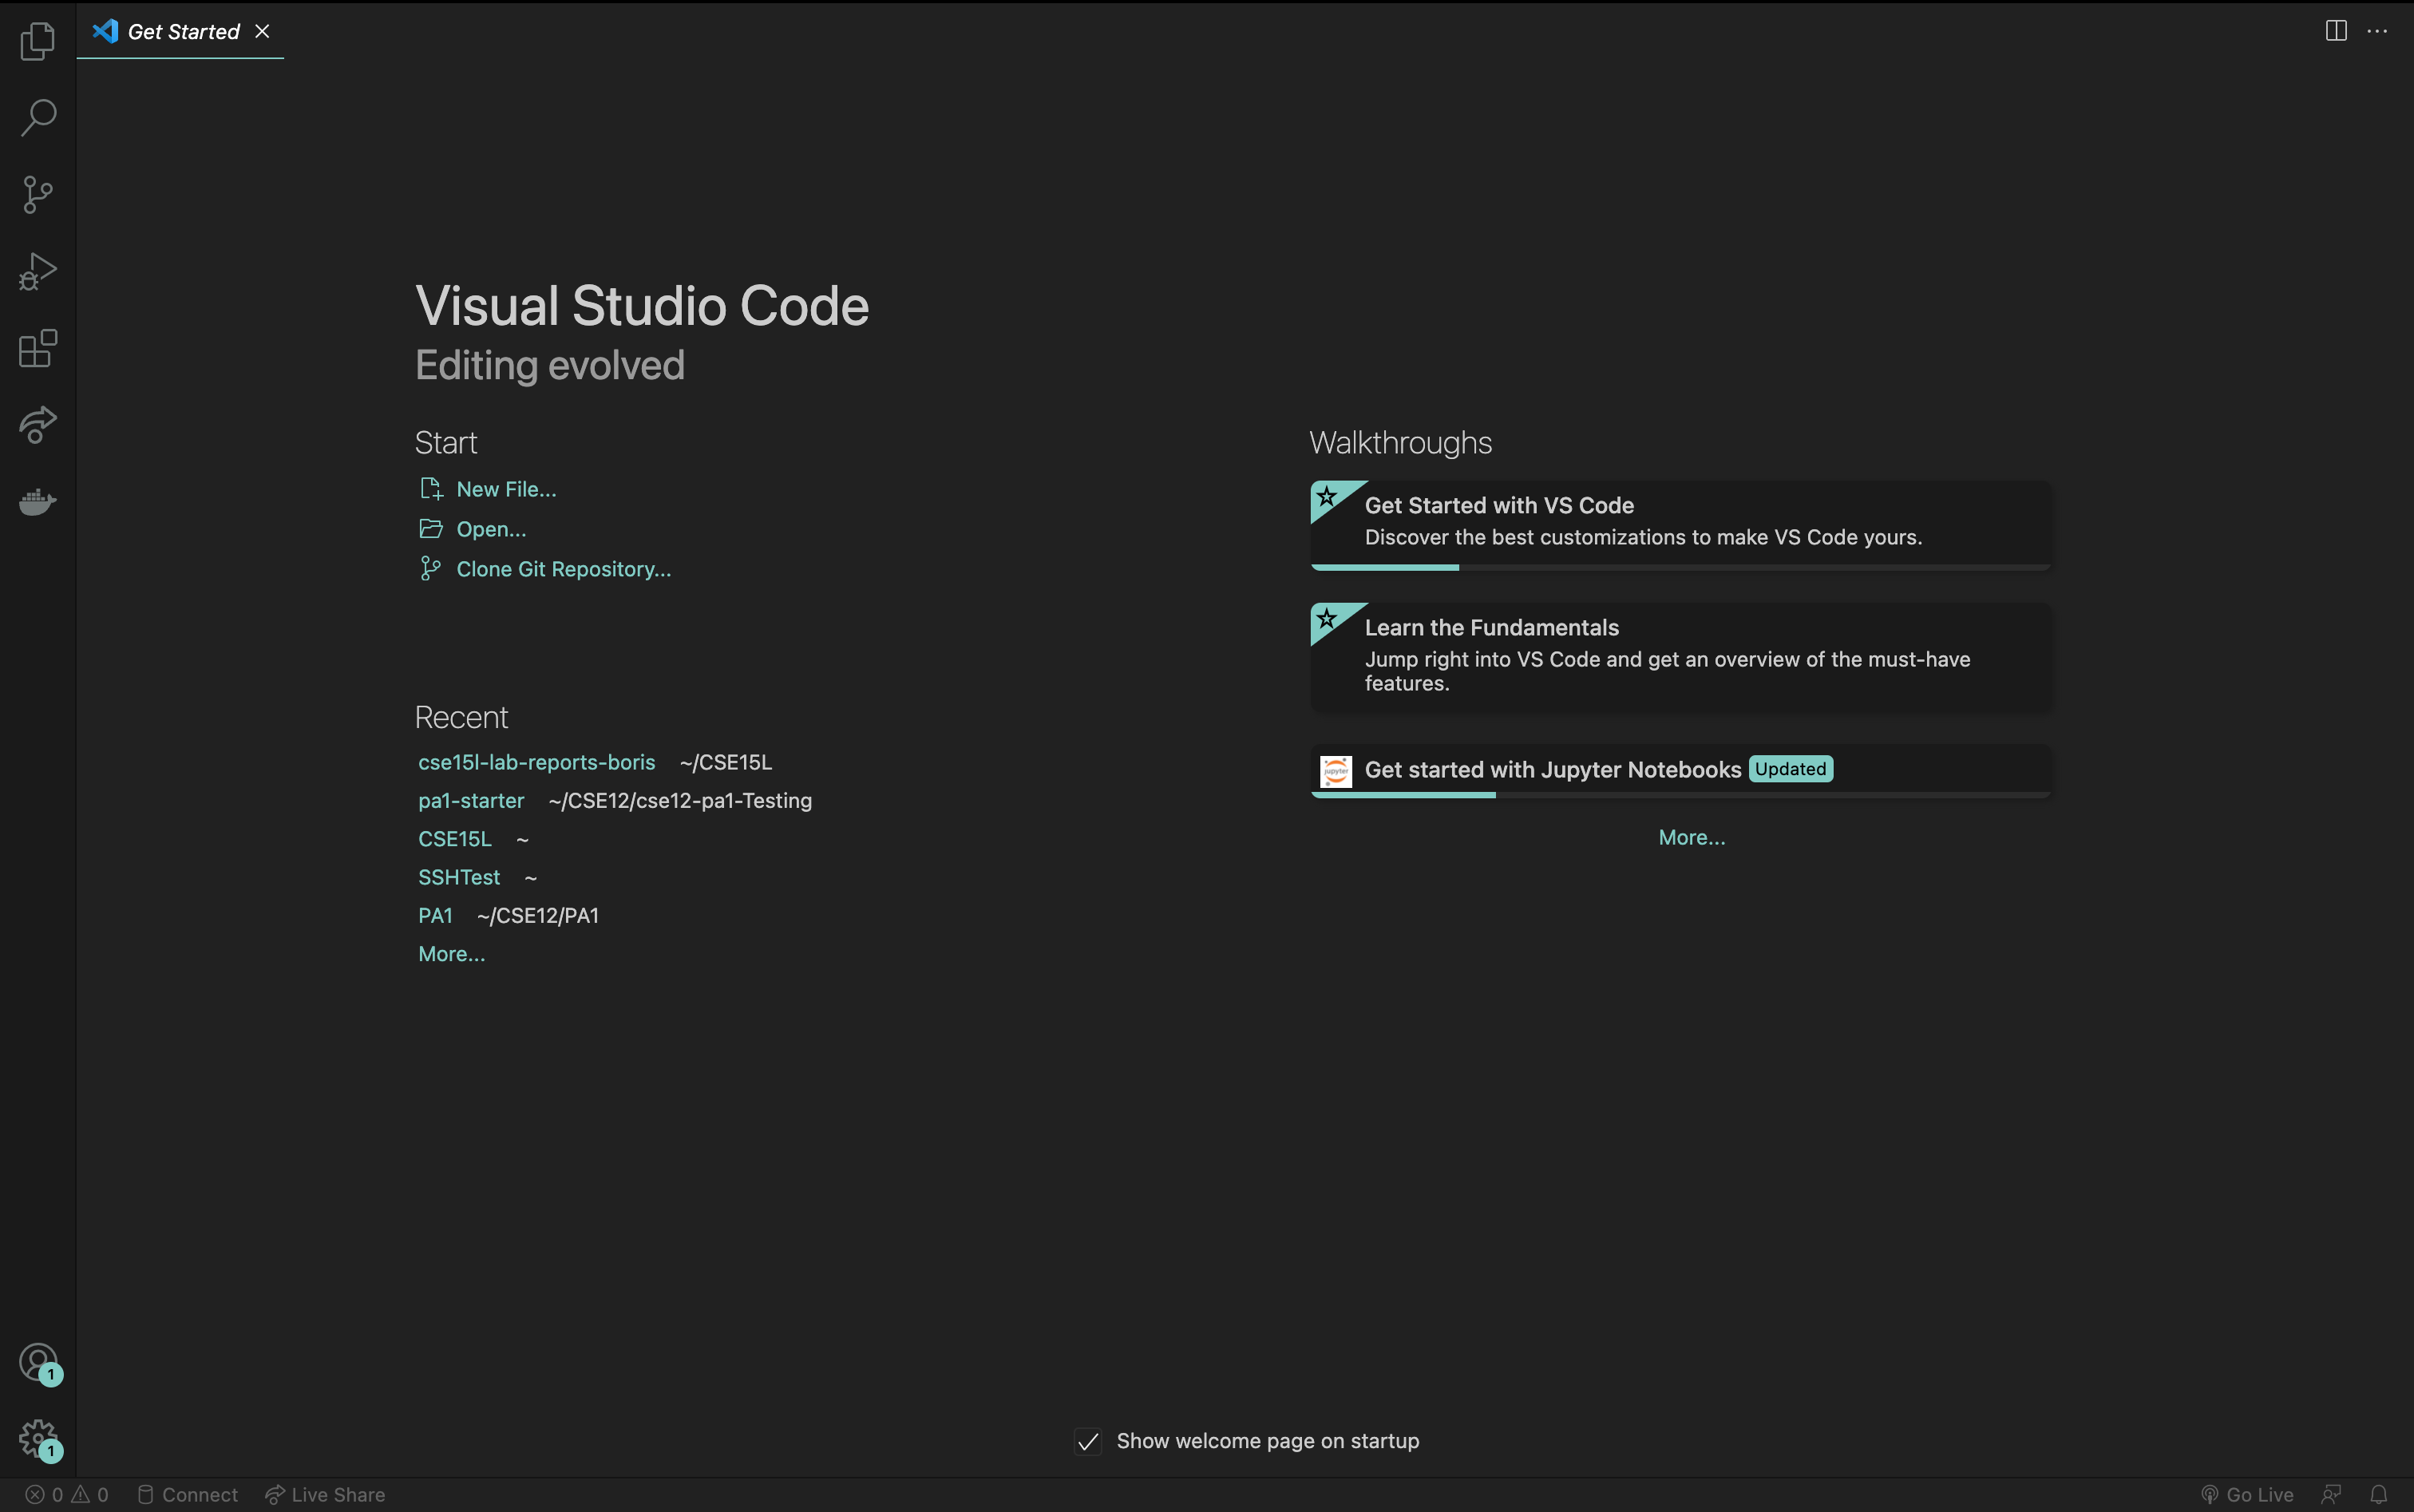 Get Started
Visual Studio Code
Editing evolved
Start
New File...
Open...
Clone Git Repository...
Recent
cse15l-lab-reports-boris ~/CSE15L
pa1-starter ~/CSE12/cse12-pa1-Testing
CSE15L ~
SSHTest ~
PA1 ~/CSE12/PA1
More...
Walkthroughs
Get Started with VS Code
Discover the best customizations to make VS Code yours.
Learn the Fundamentals
Jump right into VS Code and get an overview of the must-have
features.
jupyter
Get started with Jupyter Notebooks Updated
More...
1
1
Show welcome page on startup
0 0 Connect Live Share
Go Live